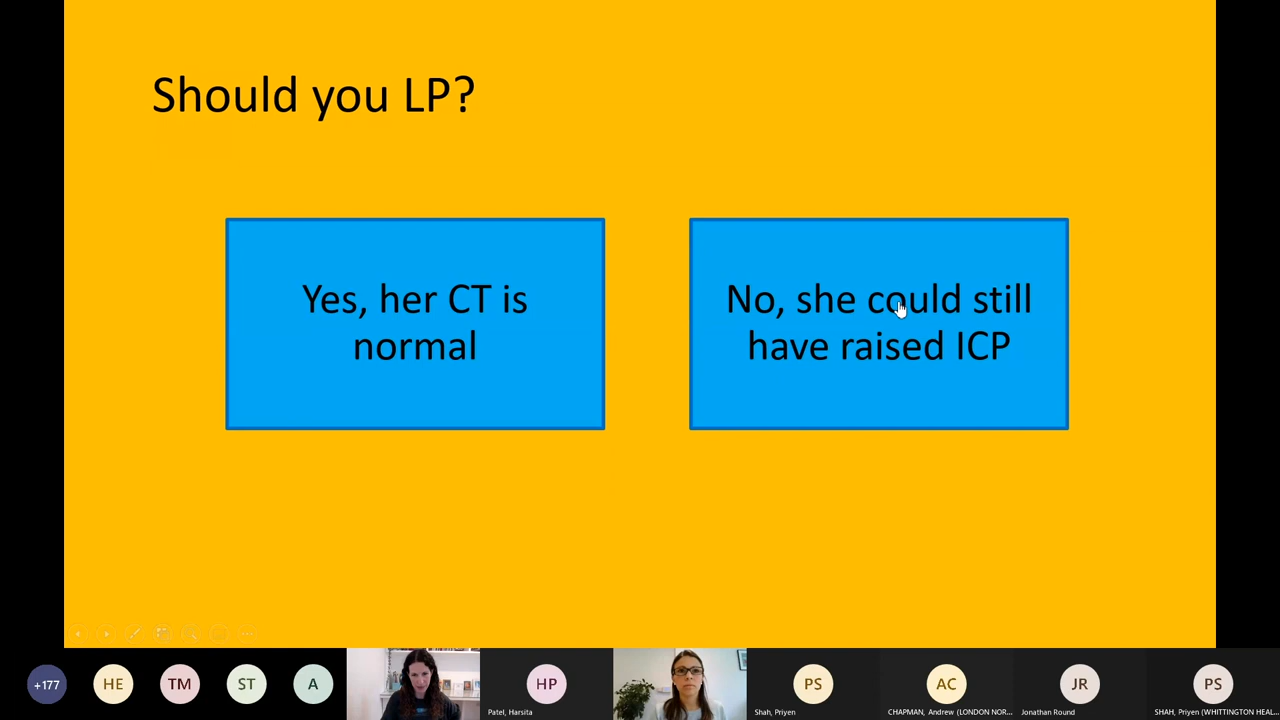 Should you LP?
Yes, her CT is
normal
No, she could still
have raised ICP
+177
HE
TM
ST
A
HP
PS
AC
JR
PS
Patel, Harsita
Shah, Priyen
CHAPMAN, Andrew (LONDON NOR...
Jonathan Round
SHAH, Priyen (WHITTINGTON HEAL...